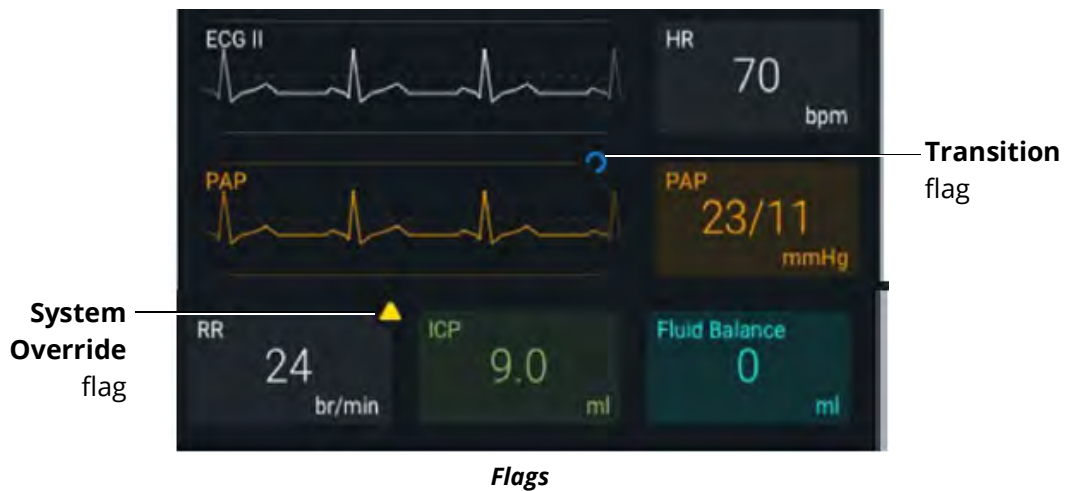 ECG II
HR
70
bpm
Transition
flag
PAP
PAP
23/11
mmHg
System
Override
flag
RR
24
br/min
ICP
9.0
ml
Fluid Balance
0
ml
Flags